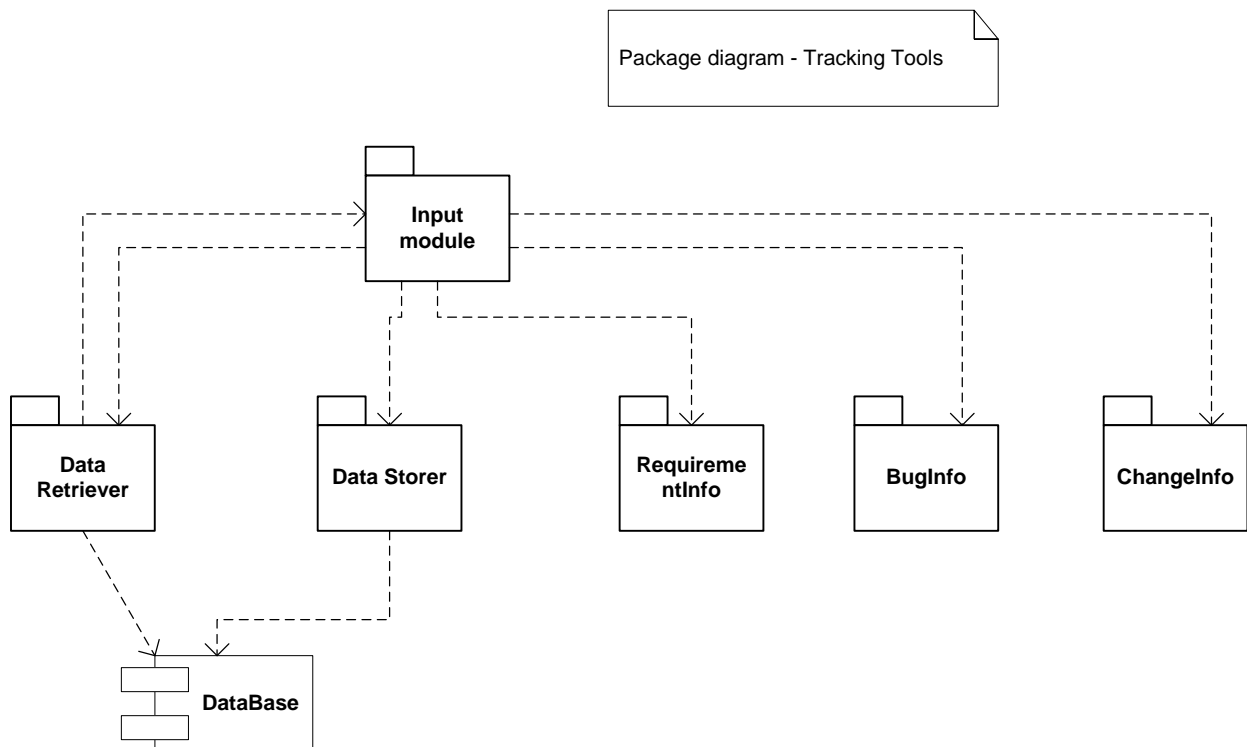 Package diagram - Tracking Tools
Input
module
Data
Retriever
Data Storer
Requireme
ntInfo
BugInfo
ChangeInfo
DataBase